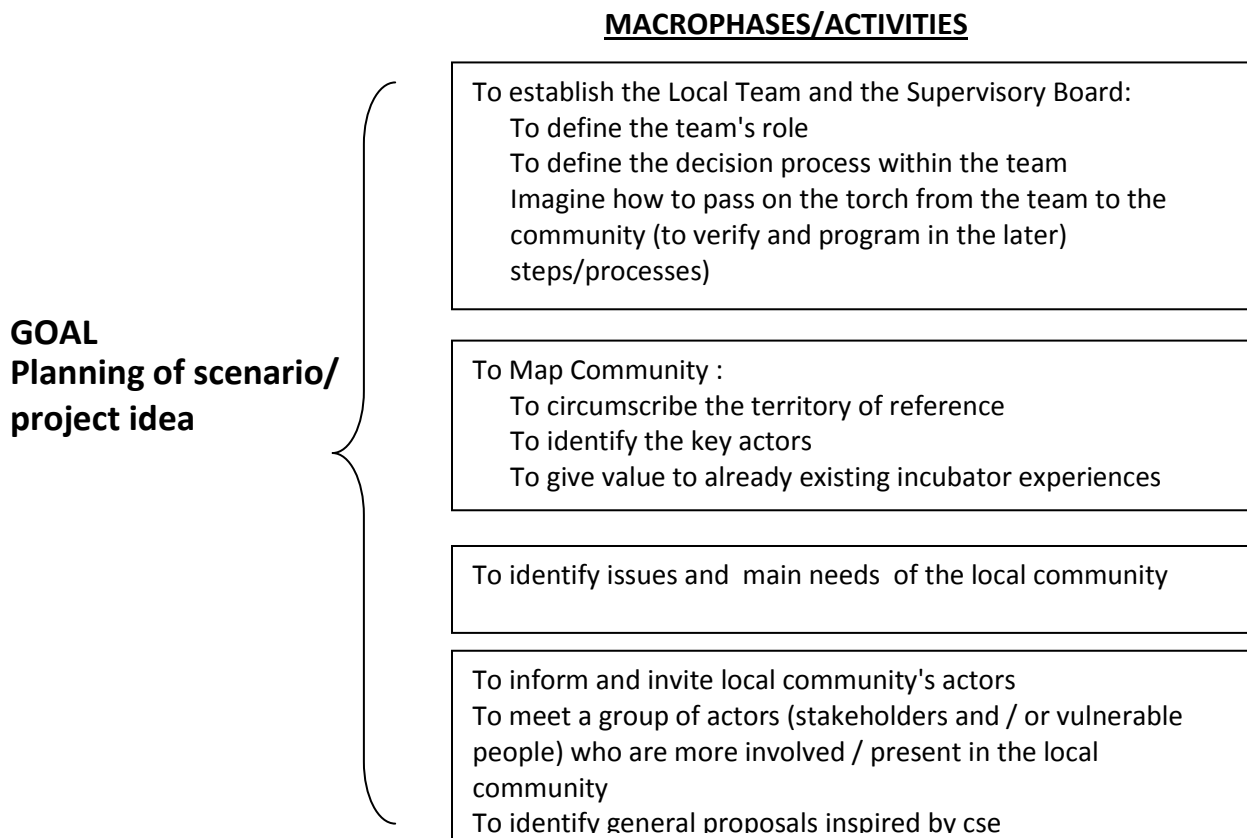 MACROPHASES/ACTIVITIES
GOAL
Planning of scenario/
project idea
To establish the Local Team and the Supervisory Board:
To define the team's role
To define the decision process within the team
Imagine how to pass on the torch from the team to the
community (to verify and program in the later)
steps/processes)
To Map Community :
To circumscribe the territory of reference
To identify the key actors
To give value to already existing incubator experiences
To identify issues and  main needs  of the local community
To inform and invite local community's actors
To meet a group of actors (stakeholders and / or vulnerable
people) who are more involved / present in the local
community
To identify general proposals inspired by cse